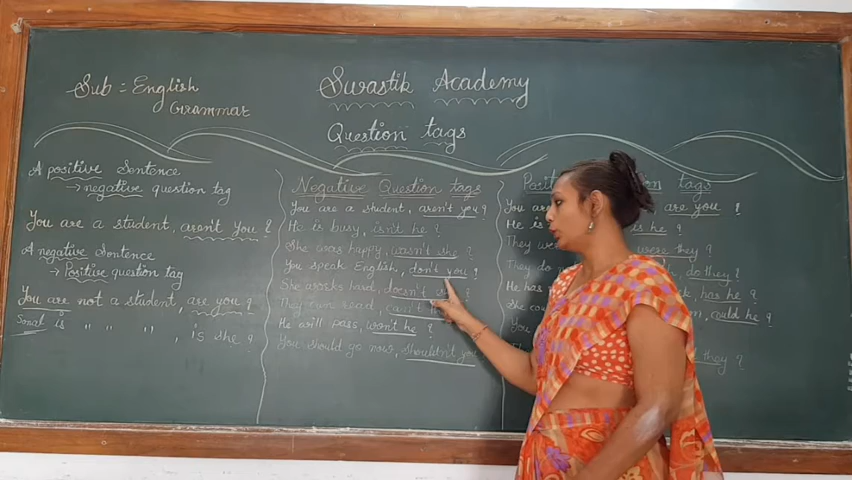 Sub = English
Grammar
Swastik Academy
Question tags
A positive Sentence
→ negative question tag
You are a student, aren't you?
A negative Sentence
→ Positive question tag
You are not a student, are you?
Sonal is " " " , is she?
Negative Question tags
You are a student, aren't you?
He is busy, isn't he?
She was happy, wasn't she?
You speak English, don't you?
She works hard, doesn't
They can read, can't
He will pass, won't he?
You should go now, shouldn't you
Question tags
You are you?
He is is he?
They were they?
They do do they?
He has has he?
She could he?
You
they?